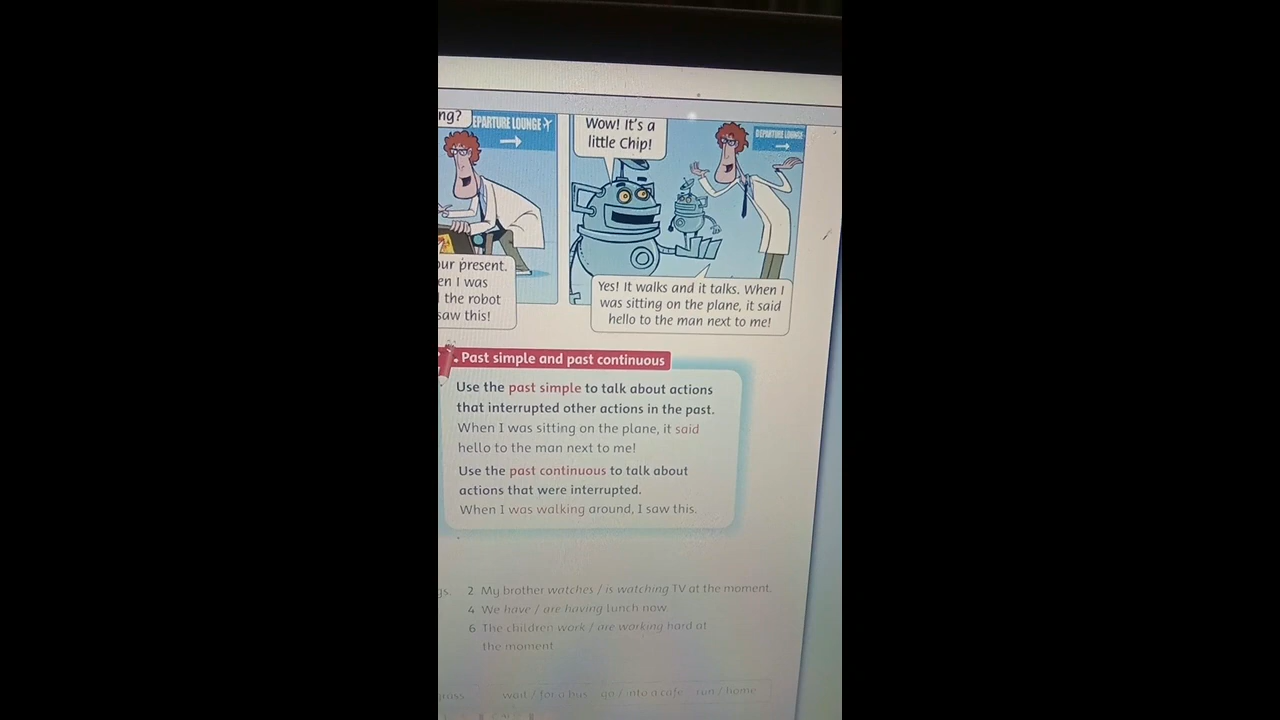 ng?
EPARTURE LOUNGE
our present.
en I was
the robot
saw this!
Wow! It's a
little Chip!
DEPARTURE LOUNGE
Yes! It walks and it talks. When I
was sitting on the plane, it said
hello to the man next to me!
Past simple and past continuous
Use the past simple to talk about actions
that interrupted other actions in the past.
When I was sitting on the plane, it said
hello to the man next to me!
Use the past continuous to talk about
actions that were interrupted.
When I was walking around, I saw this.
gs. 2 My brother watches / is watching TV at the moment.
4 We have / are having lunch now.
6 The children work / are working hard at
the moment
grass wait / for a bus go / into a café run / home